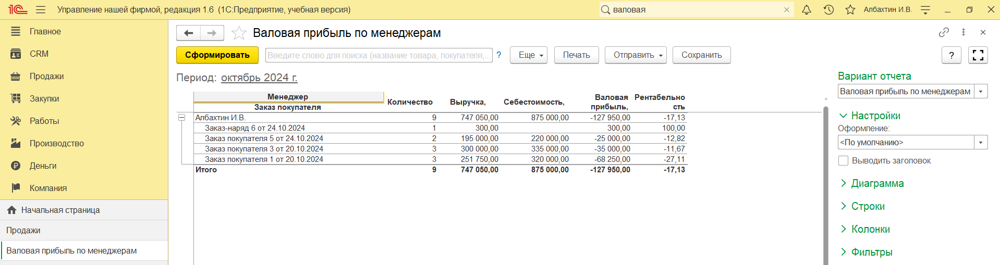 1С Управление нашей фирмой, редакция 1.6 (1С:Предприятие, учебная версия) валовая Албахтин И.В.
Главное
CRM
Продажи
Закупки
Работы
Производство
Деньги
Компания
Начальная страница
Продажи
Валовая прибыль по менеджерам
Валовая прибыль по менеджерам
Сформировать Введите слово для поиска (название товара, покупателя,... ? Еще Печать Отправить Сохранить ?
Период: октябрь 2024 г.
Менеджер Количество Выручка, Себестоимость, Валовая прибыль, Рентабельно сть
Заказ покупателя
Албахтин И.В. 9 747 050,00 875 000,00 -127 950,00 -17,13
Заказ-наряд 6 от 24.10.2024 1 300,00 300,00 100,00
Заказ покупателя 5 от 24.10.2024 2 195 000,00 220 000,00 -25 000,00 -12,82
Заказ покупателя 3 от 20.10.2024 3 300 000,00 335 000,00 -35 000,00 -11,67
Заказ покупателя 1 от 20.10.2024 3 251 750,00 320 000,00 -68 250,00 -27,11
Итого 9 747 050,00 875 000,00 -127 950,00 -17,13
Вариант отчета
Валовая прибыль по менеджерам
Настройки
Оформление:
<По умолчанию>
Выводить заголовок
Диаграмма
Строки
Колонки
Фильтры